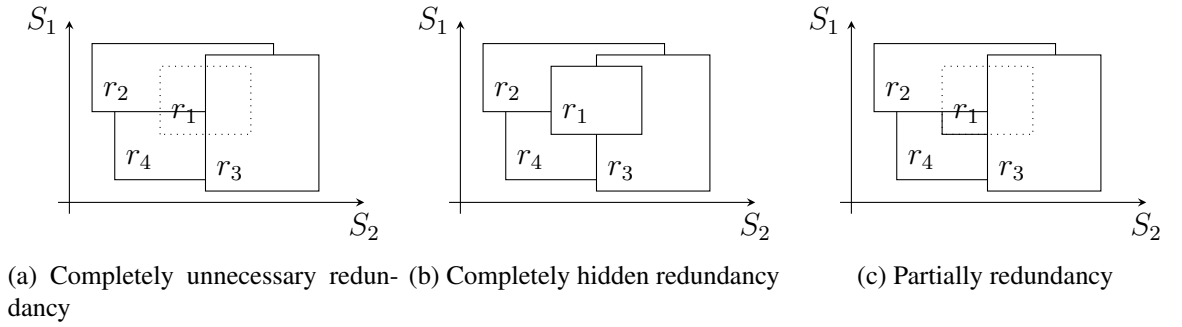 S1 S1 S1
r2 r1 r4 r3
r2 r1 r4 r3
r2 r1 r4 r3
S2 S2 S2
(a) Completely unnecessary redun-
dancy
(b) Completely hidden redundancy
(c) Partially redundancy